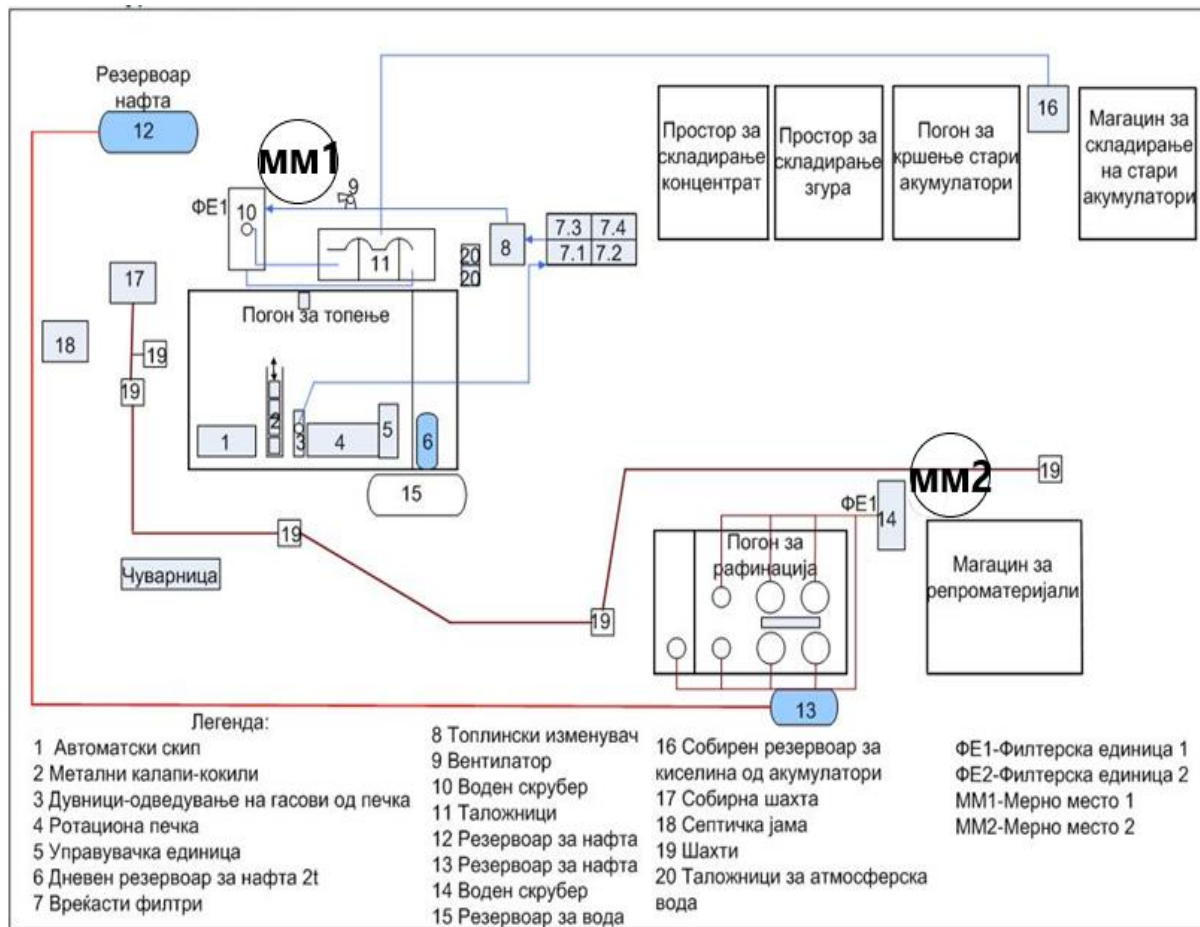 Резервоар
нафта
12
мм1
9
ФЕ1
10
11
8
20
20
7.3
7.4
7.1
7.2
Простор за
складирање
концентрат
Простор за
складирање
згура
Погон за
кршење стари
акумулатори
16
Магацин за
складирање
на стари
акумулатори
17
18
19
19
Погон за топење
1
2
3
4
5
6
15
19
Чуварница
19
мм2
19
ФЕ1
14
Погон за
рафинација
Магацин за
репроматеријали
13
Легенда:
1 Автоматски скип
2 Метални калапи-кокили
3 Дувници-одведување на гасови од печка
4 Ротациона печка
5 Управувачка единица
6 Дневен резервоар за нафта 2t
7 Вреќасти филтри
8 Топлински изменувач
9 Вентилатор
10 Воден скрубер
11 Таложници
12 Резервоар за нафта
13 Резервоар за нафта
14 Воден скрубер
15 Резервоар за вода
16 Собирен резервоар за
киселина од акумулатори
17 Собирна шахта
18 Септичка јама
19 Шахти
20 Таложници за атмосферска
вода
ФЕ1-Филтерска единица 1
ФЕ2-Филтерска единица 2
ММ1-Мерно место 1
ММ2-Мерно место 2